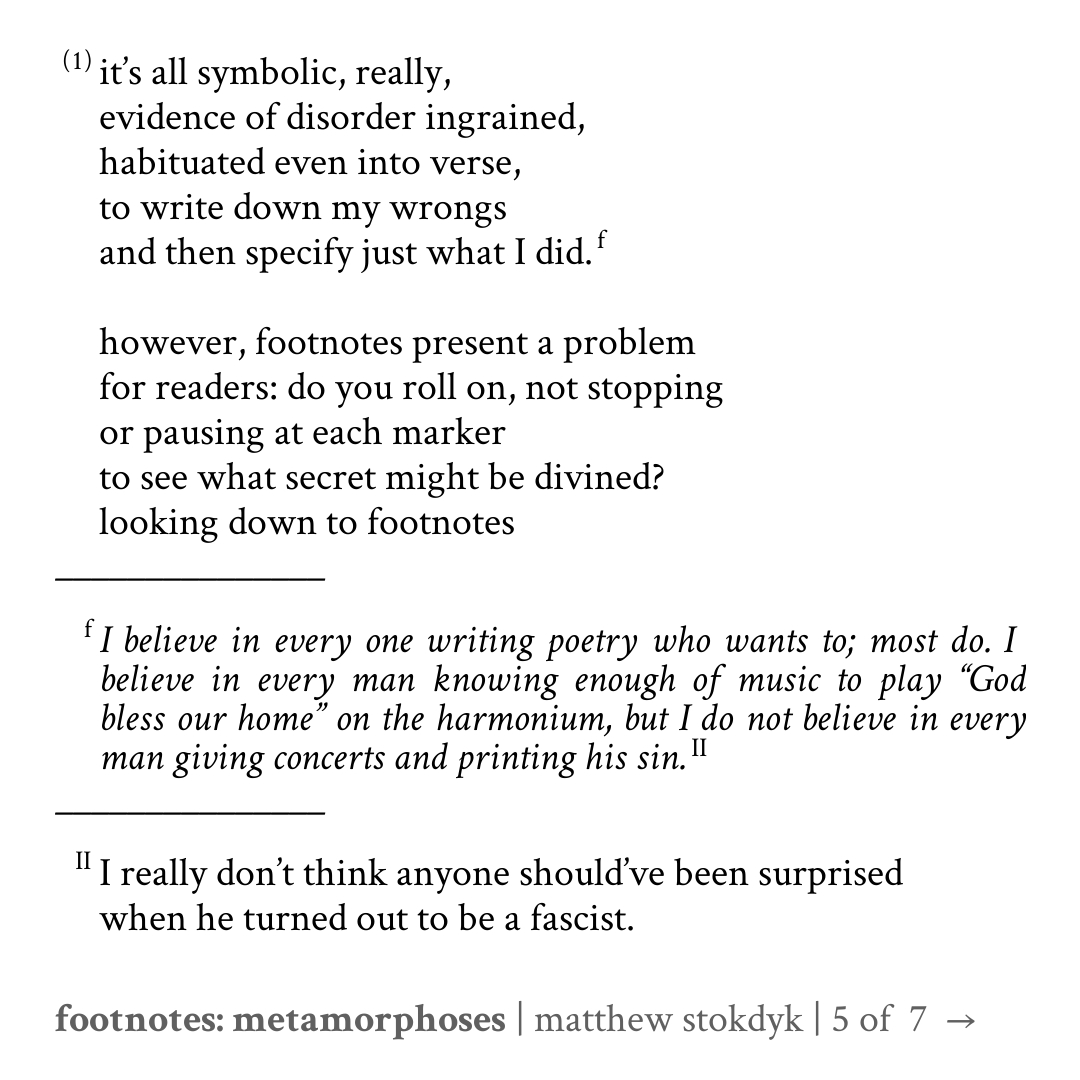 (1) it’s all symbolic, really,
evidence of disorder ingrained,
habituated even into verse,
to write down my wrongs
and then specify just what I did. f
however, footnotes present a problem
for readers: do you roll on, not stopping
or pausing at each marker
to see what secret might be divined?
looking down to footnotes
f I believe in every one writing poetry who wants to; most do. I
believe in every man knowing enough of music to play “God
bless our home” on the harmonium, but I do not believe in every
man giving concerts and printing his sin. II
II I really don’t think anyone should’ve been surprised
when he turned out to be a fascist.
footnotes: metamorphoses | matthew stokdyk | 5 of 7 →